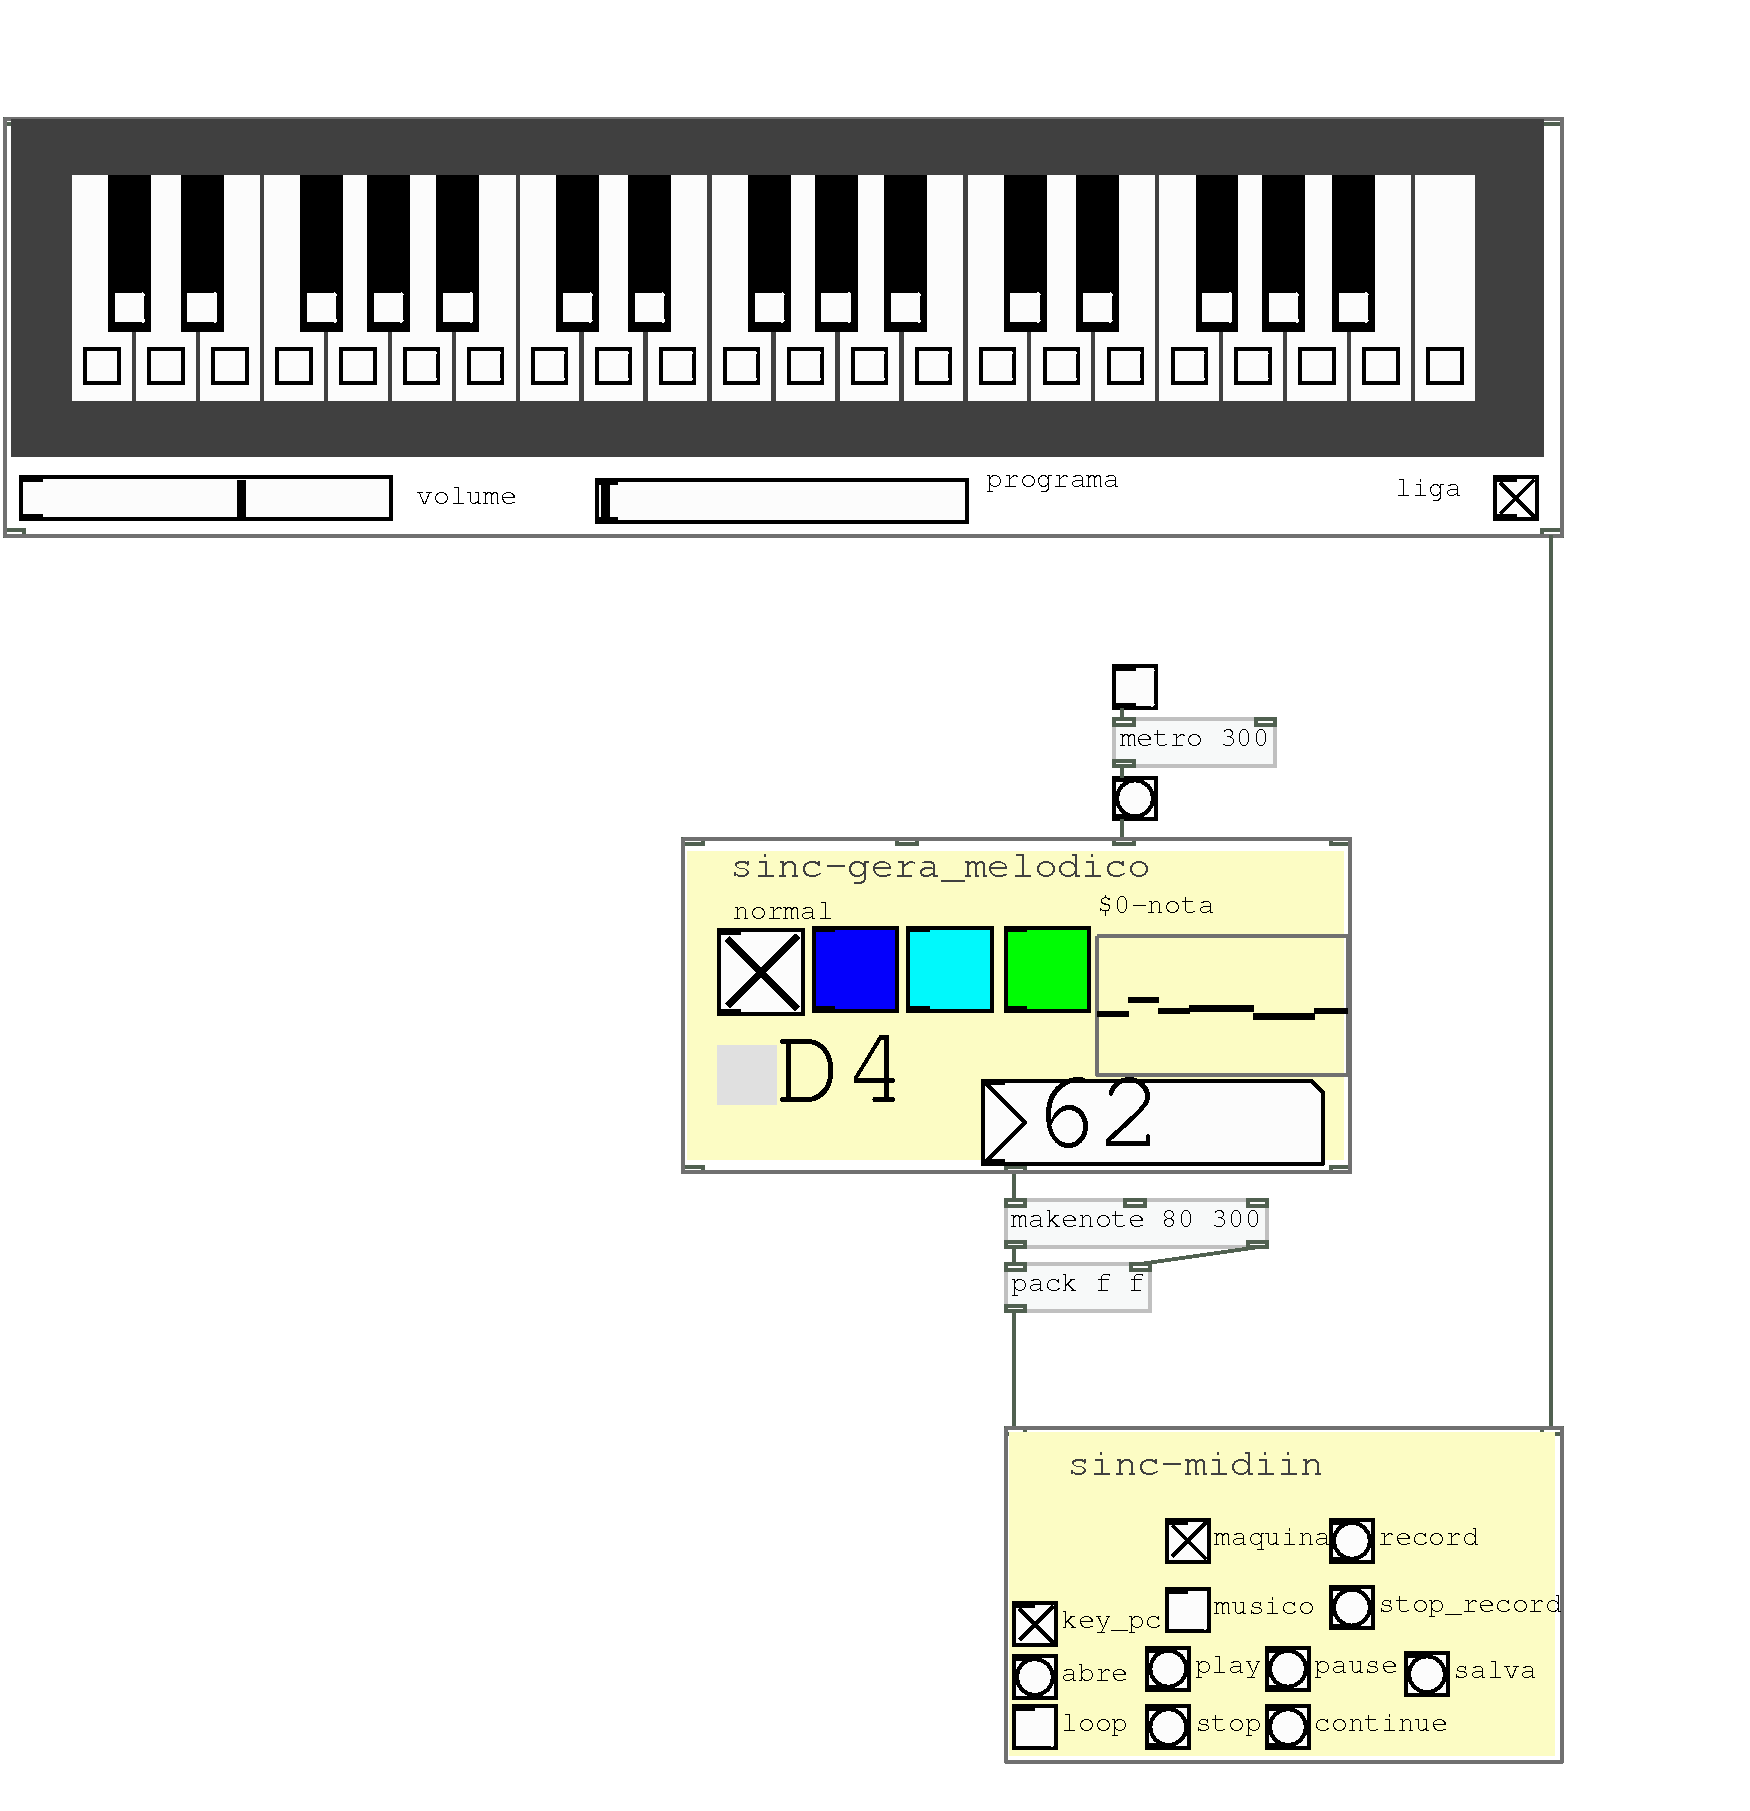 volume
programa
liga
metro 300
sinc-gera_melodico
normal
$0-nota
D4
62
makenote 80 300
pack f f
sinc-midiin
maquina
record
musico
stop_record
key_pc
abre
play
pause
salva
loop
stop
continue